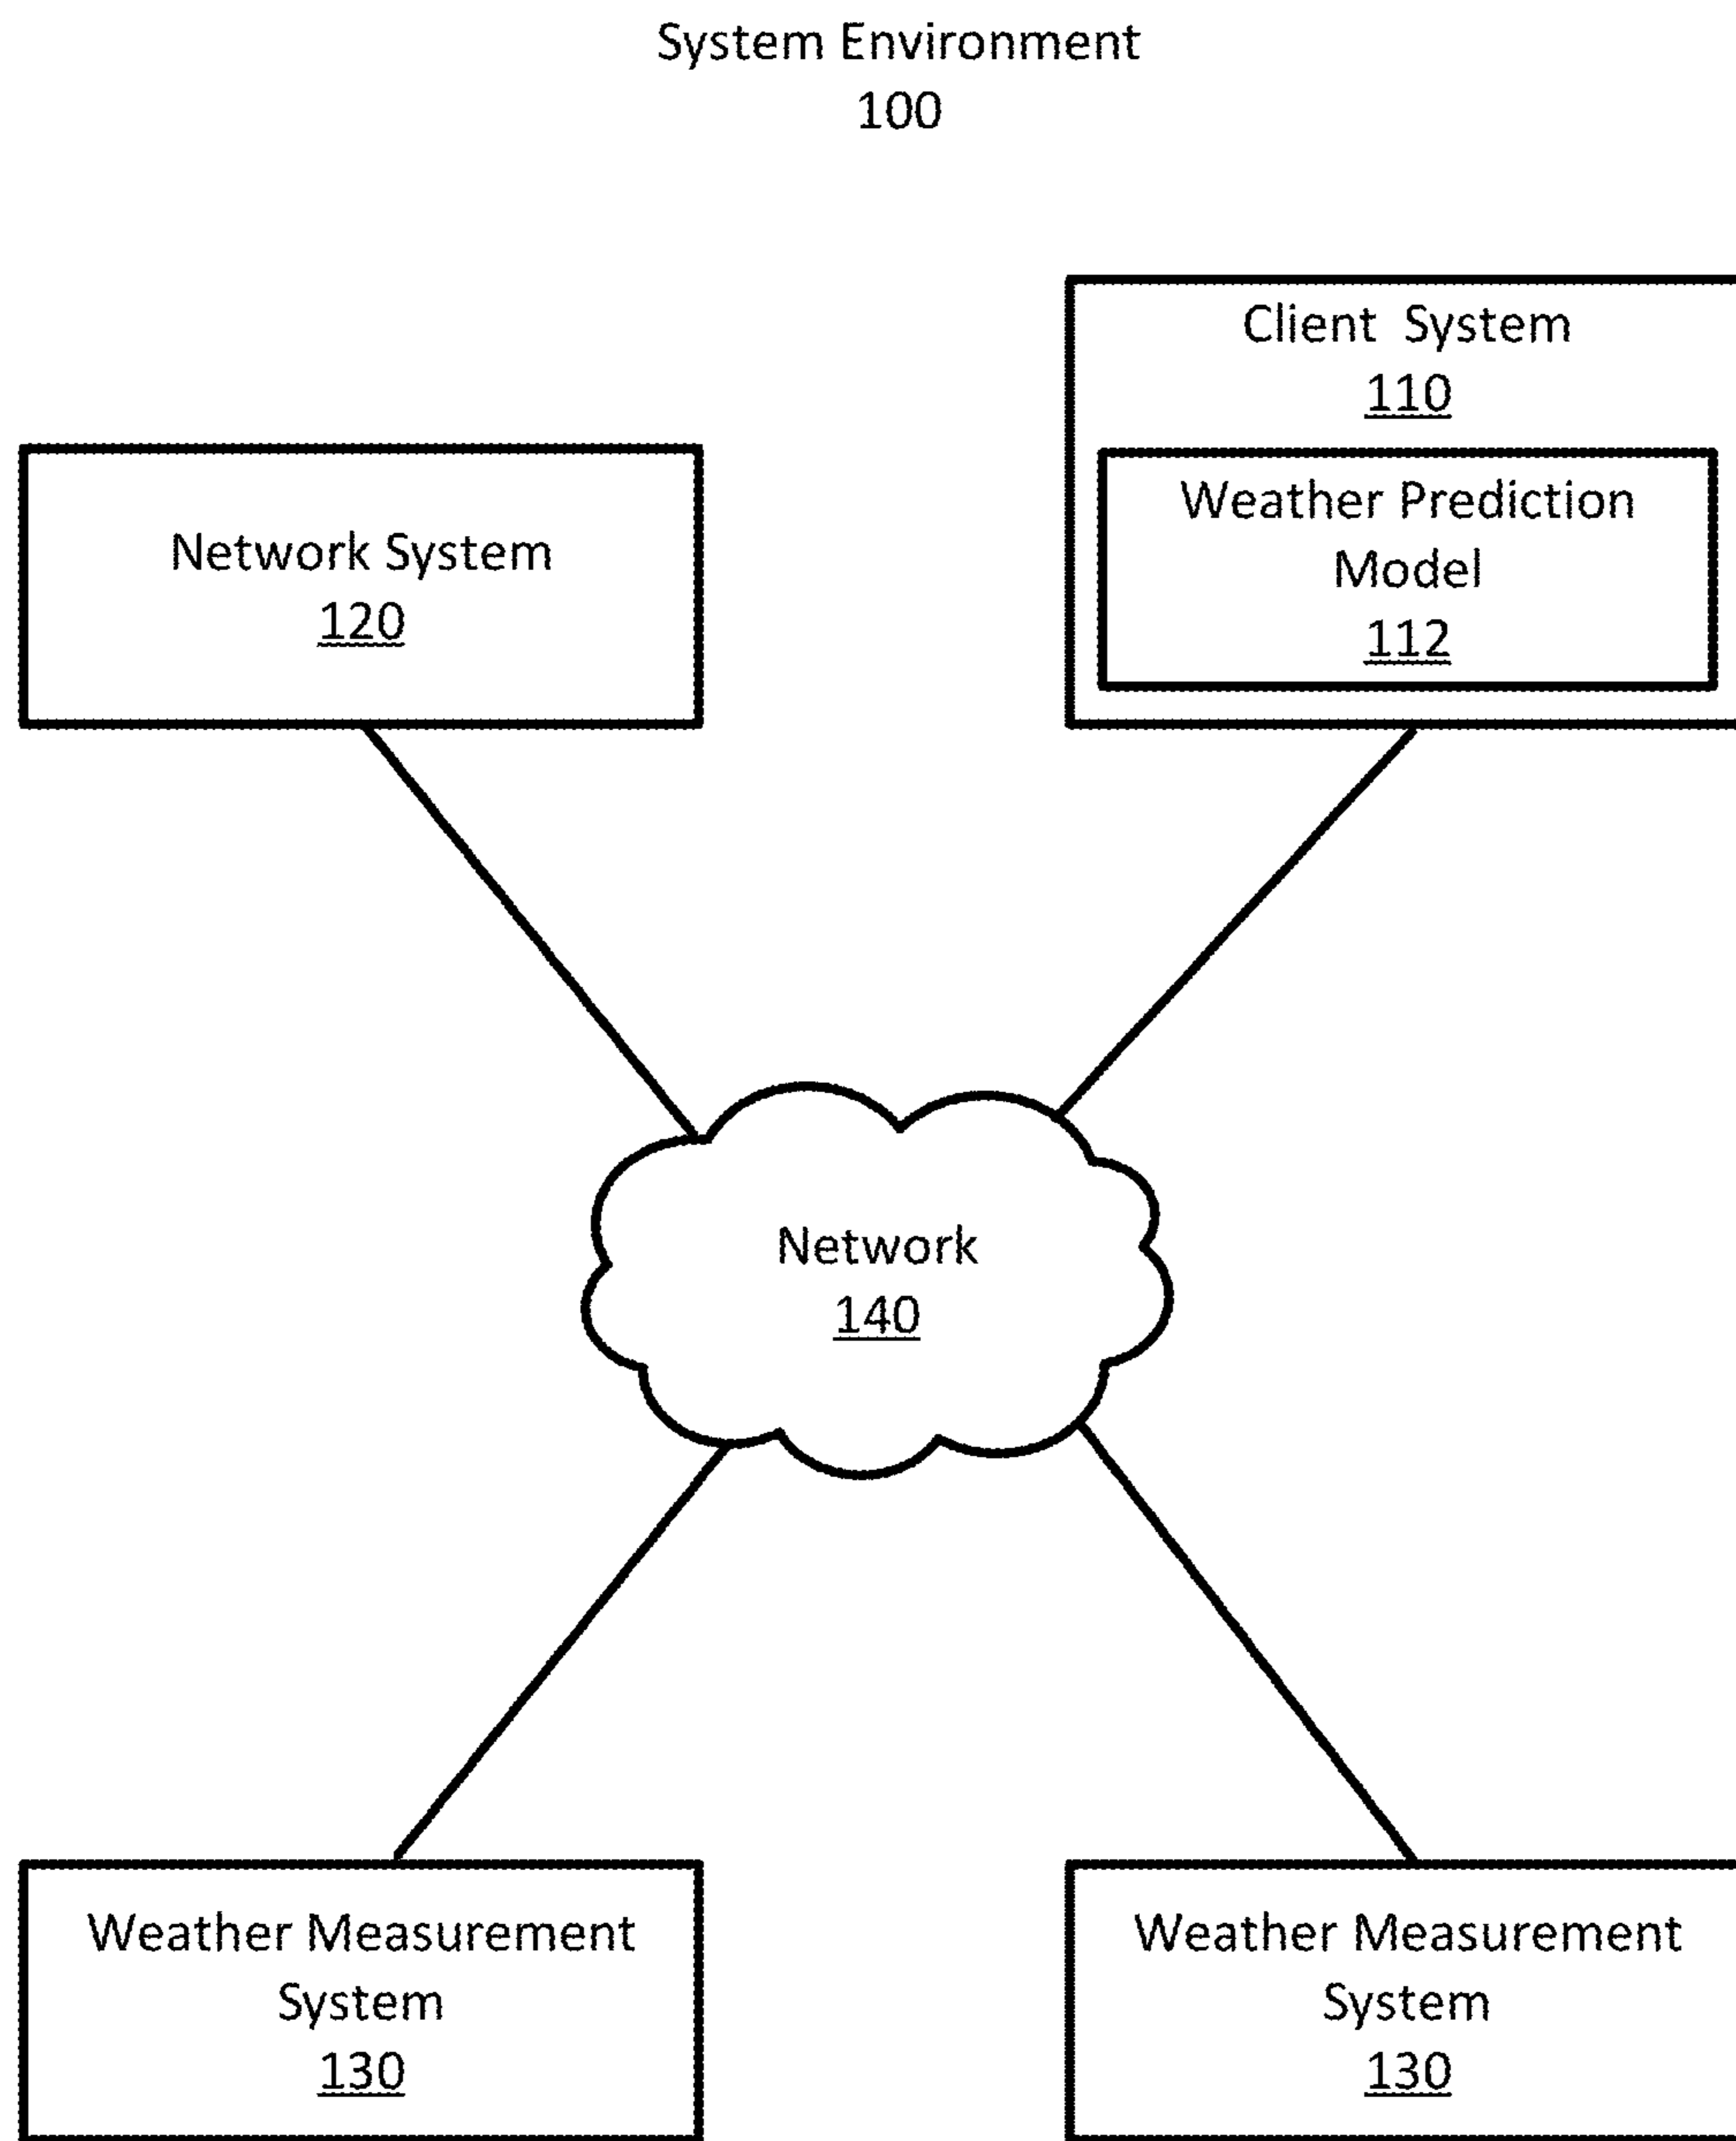 System Environment
100
Client System
110
Weather Prediction
Model
112
Network System
120
Network
140
Weather Measurement
System
130
Weather Measurement
System
130